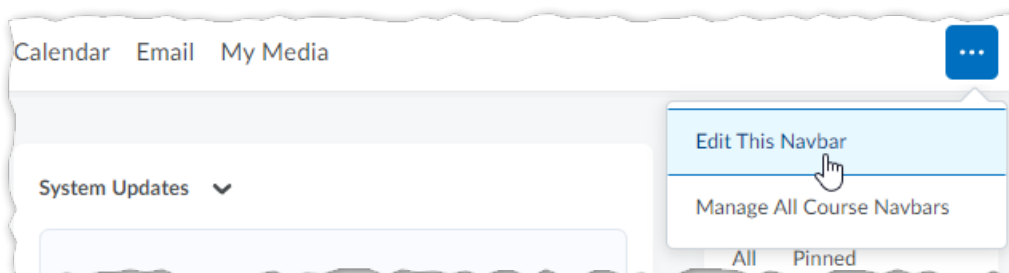 Calendar Email My Media
...
Edit This Navbar
System Updates
Manage All Course Navbars
All Pinned